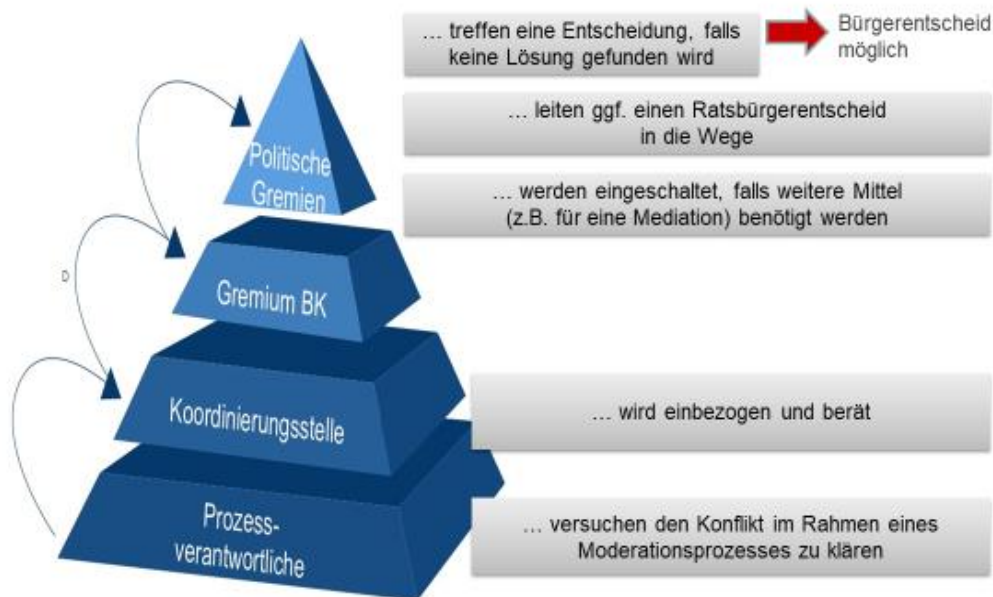 … treffen eine Entscheidung, falls
keine Lösung gefunden wird
Bürgerentscheid
möglich
… leiten ggf. einen Ratsbürgerentscheid
in die Wege
Politische
Gremien
… werden eingeschaltet, falls weitere Mittel
(z.B. für eine Mediation) benötigt werden
Gremium BK
Koordinierungsstelle
… wird einbezogen und berät
Prozess-
verantwortliche
… versuchen den Konflikt im Rahmen eines
Moderationsprozesses zu klären